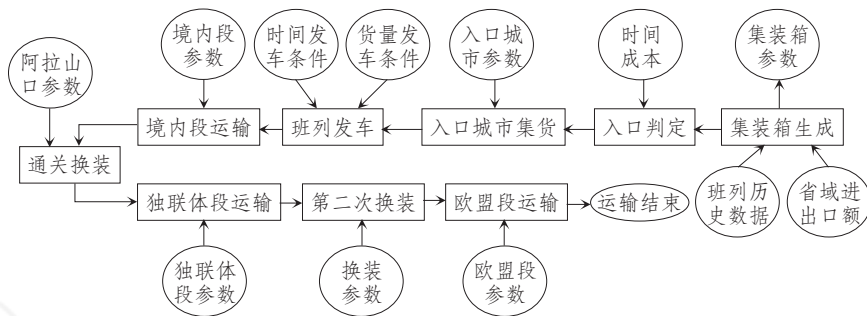 境内段
参数
时间发
车条件
货量发
车条件
入口城
市参数
时间
成本
集装箱
参数
阿拉山
口参数
境内段运输
班列发车
入口城市集货
入口判定
集装箱生成
通关换装
独联体段运输
第二次换装
欧盟段运输
运输结束
班列历
史数据
省域进
出口额
独联体
段参数
换装
参数
欧盟段
参数